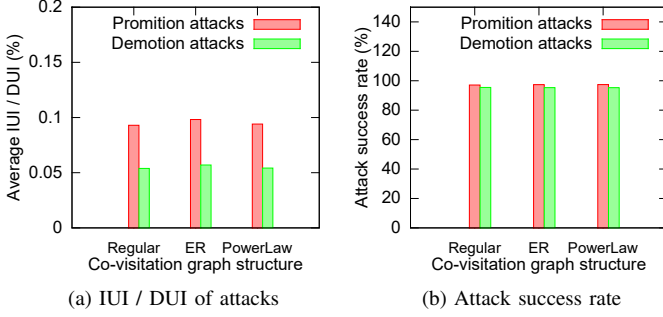 Average IUI / DUI (%)
0.2
0.15
0.1
0.05
0
Promition attacks
Demotion attacks
Regular ER PowerLaw
Co-visitation graph structure
(a) IUI / DUI of attacks
Attack success rate (%)
140
120
100
80
60
40
20
0
Promition attacks
Demotion attacks
Regular ER PowerLaw
Co-visitation graph structure
(b) Attack success rate